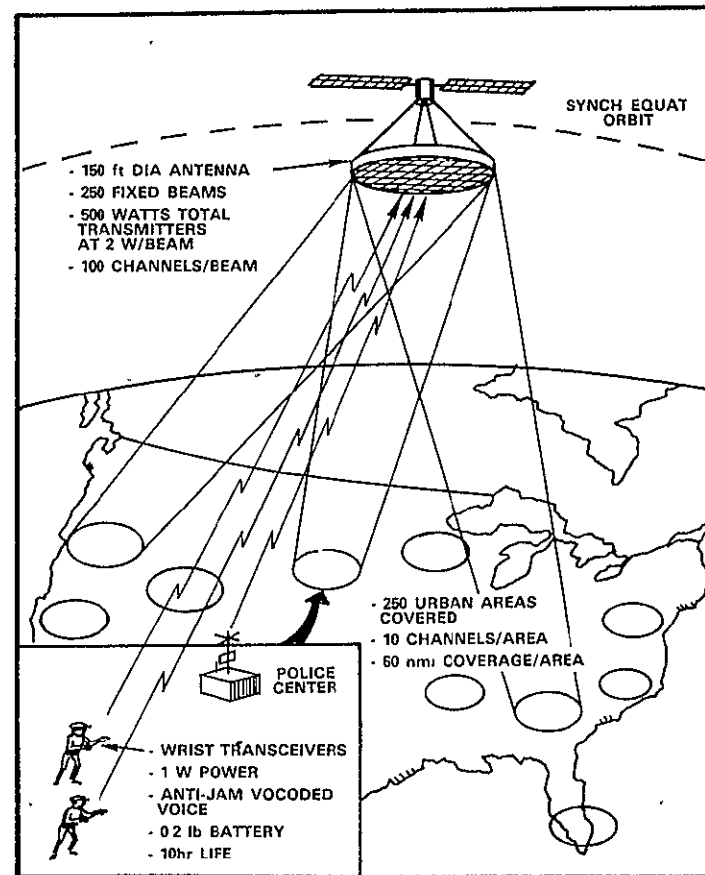 SYNCH EQUAT
ORBIT
- 150 ft DIA ANTENNA
- 250 FIXED BEAMS
- 500 WATTS TOTAL
TRANSMITTERS
AT 2 W/BEAM
- 100 CHANNELS/BEAM
- 250 URBAN AREAS
COVERED
- 10 CHANNELS/AREA
- 60 nmi COVERAGE/AREA
POLICE
CENTER
- WRIST TRANSCEIVERS
- 1 W POWER
- ANTI-JAM VOCODED
VOICE
- 0 2 lb BATTERY
- 10hr LIFE